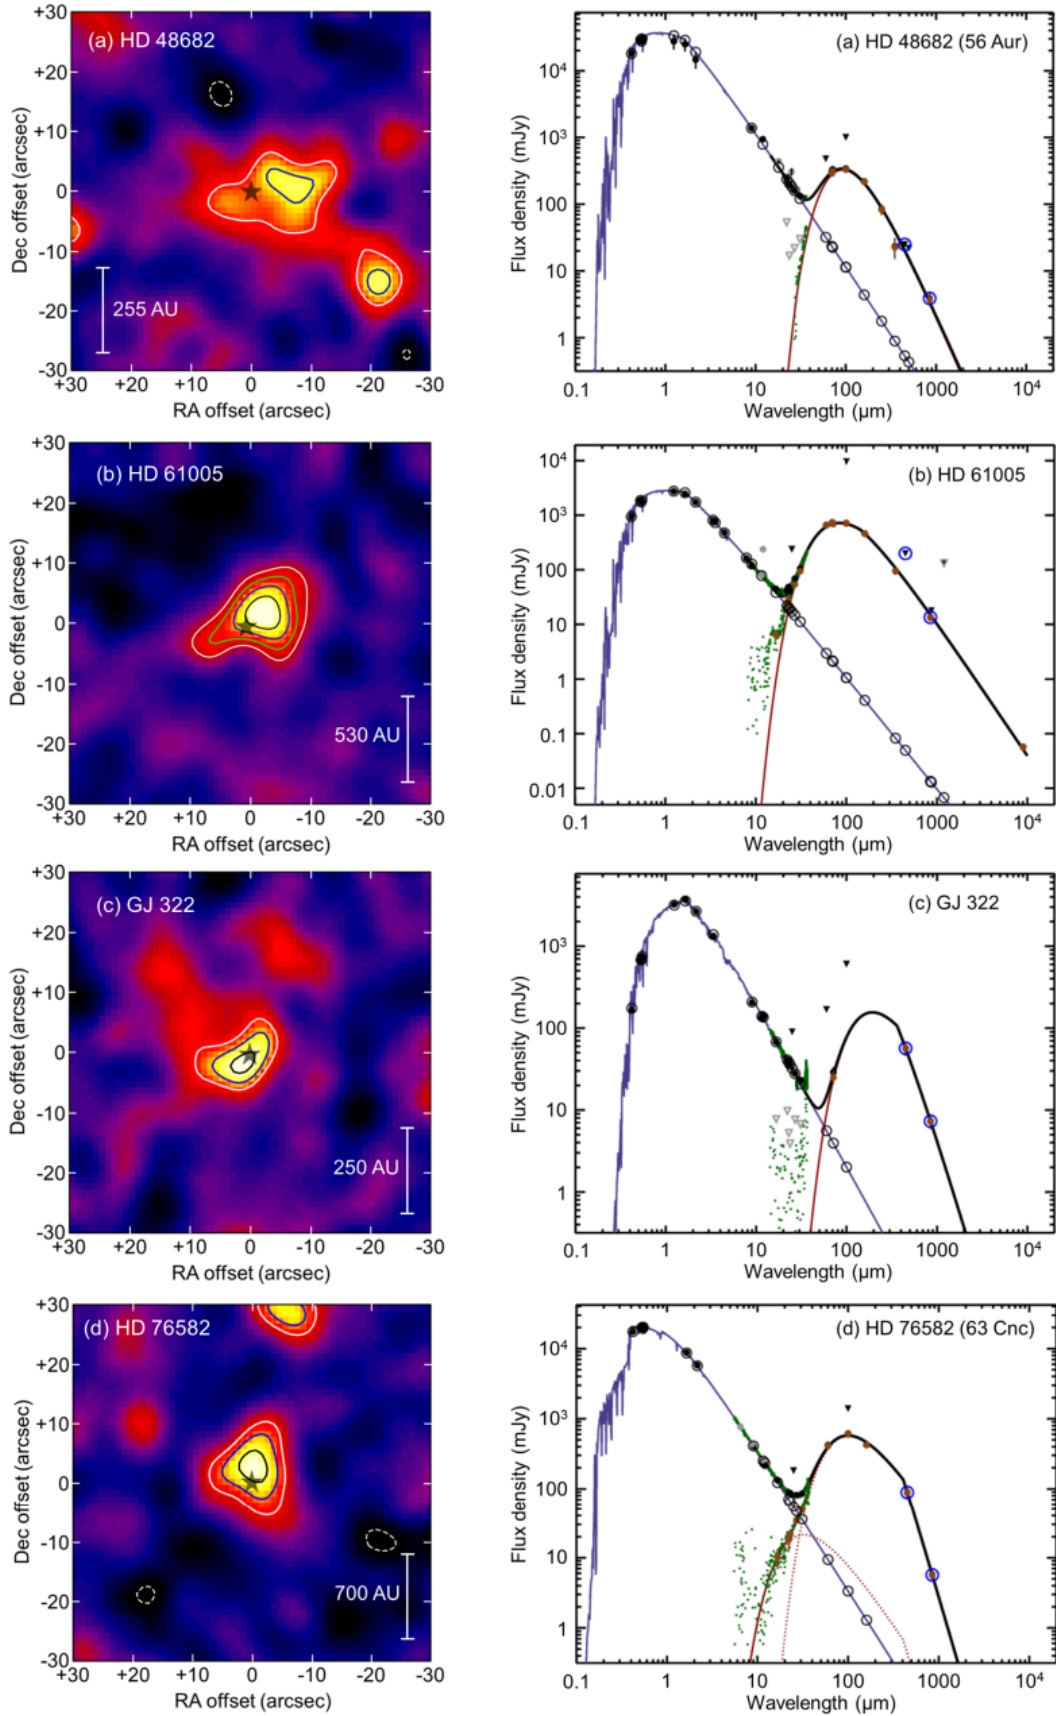 (a) HD 48682
+30
+20
+10
0
-10
-20
-30
Dec offset (arcsec)
255 AU
+30 +20 +10 0 -10 -20 -30
RA offset (arcsec)
(a) HD 48682 (56 Aur)
10⁴
10³
100
10
1
Flux density (mJy)
0.1 1 10 100 1000 10⁴
Wavelength (µm)
(b) HD 61005
+30
+20
+10
0
-10
-20
-30
Dec offset (arcsec)
530 AU
+30 +20 +10 0 -10 -20 -30
RA offset (arcsec)
(b) HD 61005
10⁴
10³
100
10
1
0.1
0.01
Flux density (mJy)
0.1 1 10 100 1000 10⁴
Wavelength (µm)
(c) GJ 322
+30
+20
+10
0
-10
-20
-30
Dec offset (arcsec)
250 AU
+30 +20 +10 0 -10 -20 -30
RA offset (arcsec)
(c) GJ 322
10³
100
10
1
Flux density (mJy)
0.1 1 10 100 1000 10⁴
Wavelength (µm)
(d) HD 76582
+30
+20
+10
0
-10
-20
-30
Dec offset (arcsec)
700 AU
+30 +20 +10 0 -10 -20 -30
RA offset (arcsec)
(d) HD 76582 (63 Cnc)
10⁴
10³
100
10
1
Flux density (mJy)
0.1 1 10 100 1000 10⁴
Wavelength (µm)